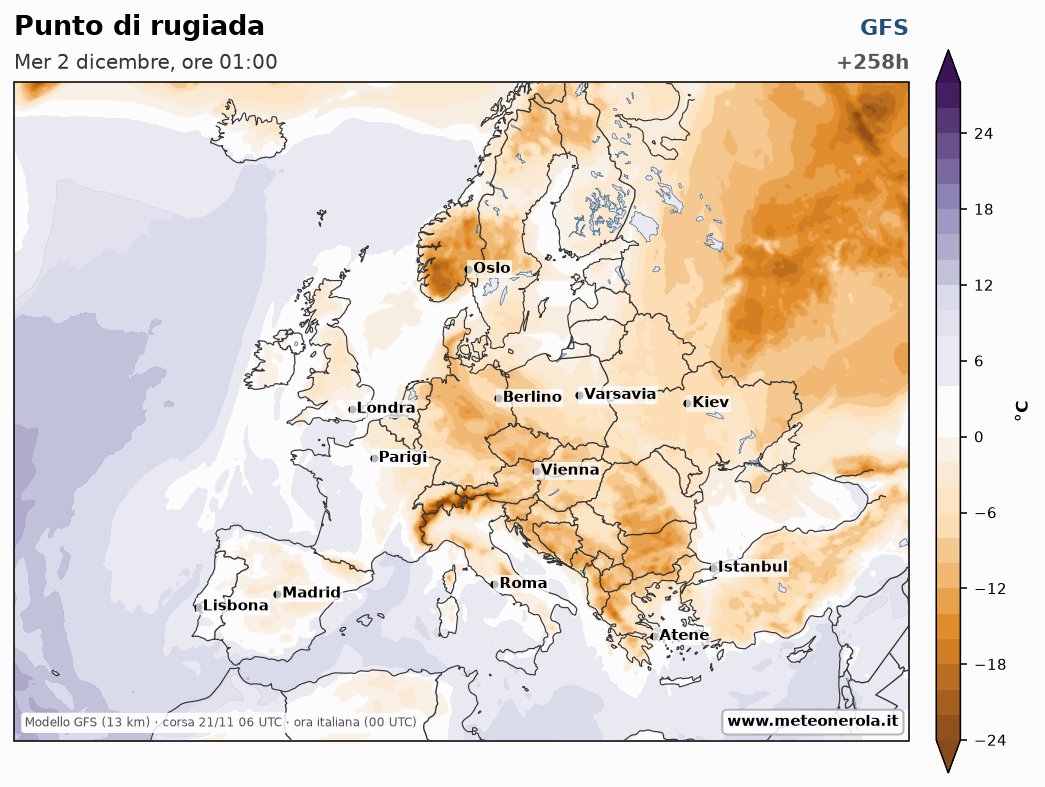 Punto di rugiada
GFS
Mer 2 dicembre, ore 01:00
+258h
Oslo
Londra
Berlino
Varsavia
Kiev
Parigi
Vienna
Istanbul
Roma
Madrid
Lisbona
Atene
24
18
12
6
0
−6
−12
−18
−24
°C
Modello GFS (13 km) · corsa 21/11 06 UTC · ora italiana (00 UTC)
www.meteonerola.it